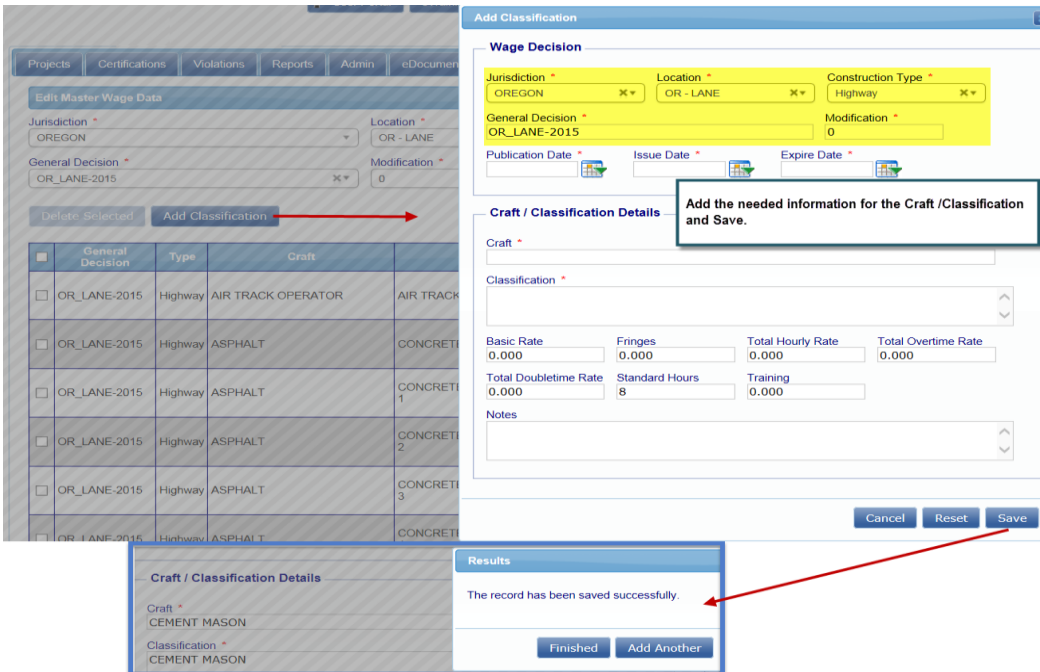 Add Classification
Wage Decision
Jurisdiction * Location * Construction Type *
OREGON OR - LANE Highway
General Decision * Modification *
OR_LANE-2015 0
Publication Date * Issue Date * Expire Date *
Add the needed information for the Craft /Classification
and Save.
Craft / Classification Details
Craft *
Classification *
Basic Rate Fringes Total Hourly Rate Total Overtime Rate
0.000 0.000 0.000 0.000
Total Doubletime Rate Standard Hours Training
0.000 8 0.000
Notes
Cancel Reset Save
Projects Certifications Violations Reports Admin eDocumen
Edit Master Wage Data
Jurisdiction * Location *
OREGON OR - LANE
General Decision * Modification *
OR_LANE-2015 0
Delete Selected Add Classification
General
Decision Type Craft
OR_LANE-2015 Highway AIR TRACK OPERATOR AIR TRACK
OR_LANE-2015 Highway ASPHALT CONCRETE
OR_LANE-2015 Highway ASPHALT CONCRETE
1
OR_LANE-2015 Highway ASPHALT CONCRETE
2
OR_LANE-2015 Highway ASPHALT CONCRETE
3
OR_LANE-2015 Highway ASPHALT CONCRETE
Craft / Classification Details
Craft *
CEMENT MASON
Classification *
CEMENT MASON
Results
The record has been saved successfully.
Finished Add Another